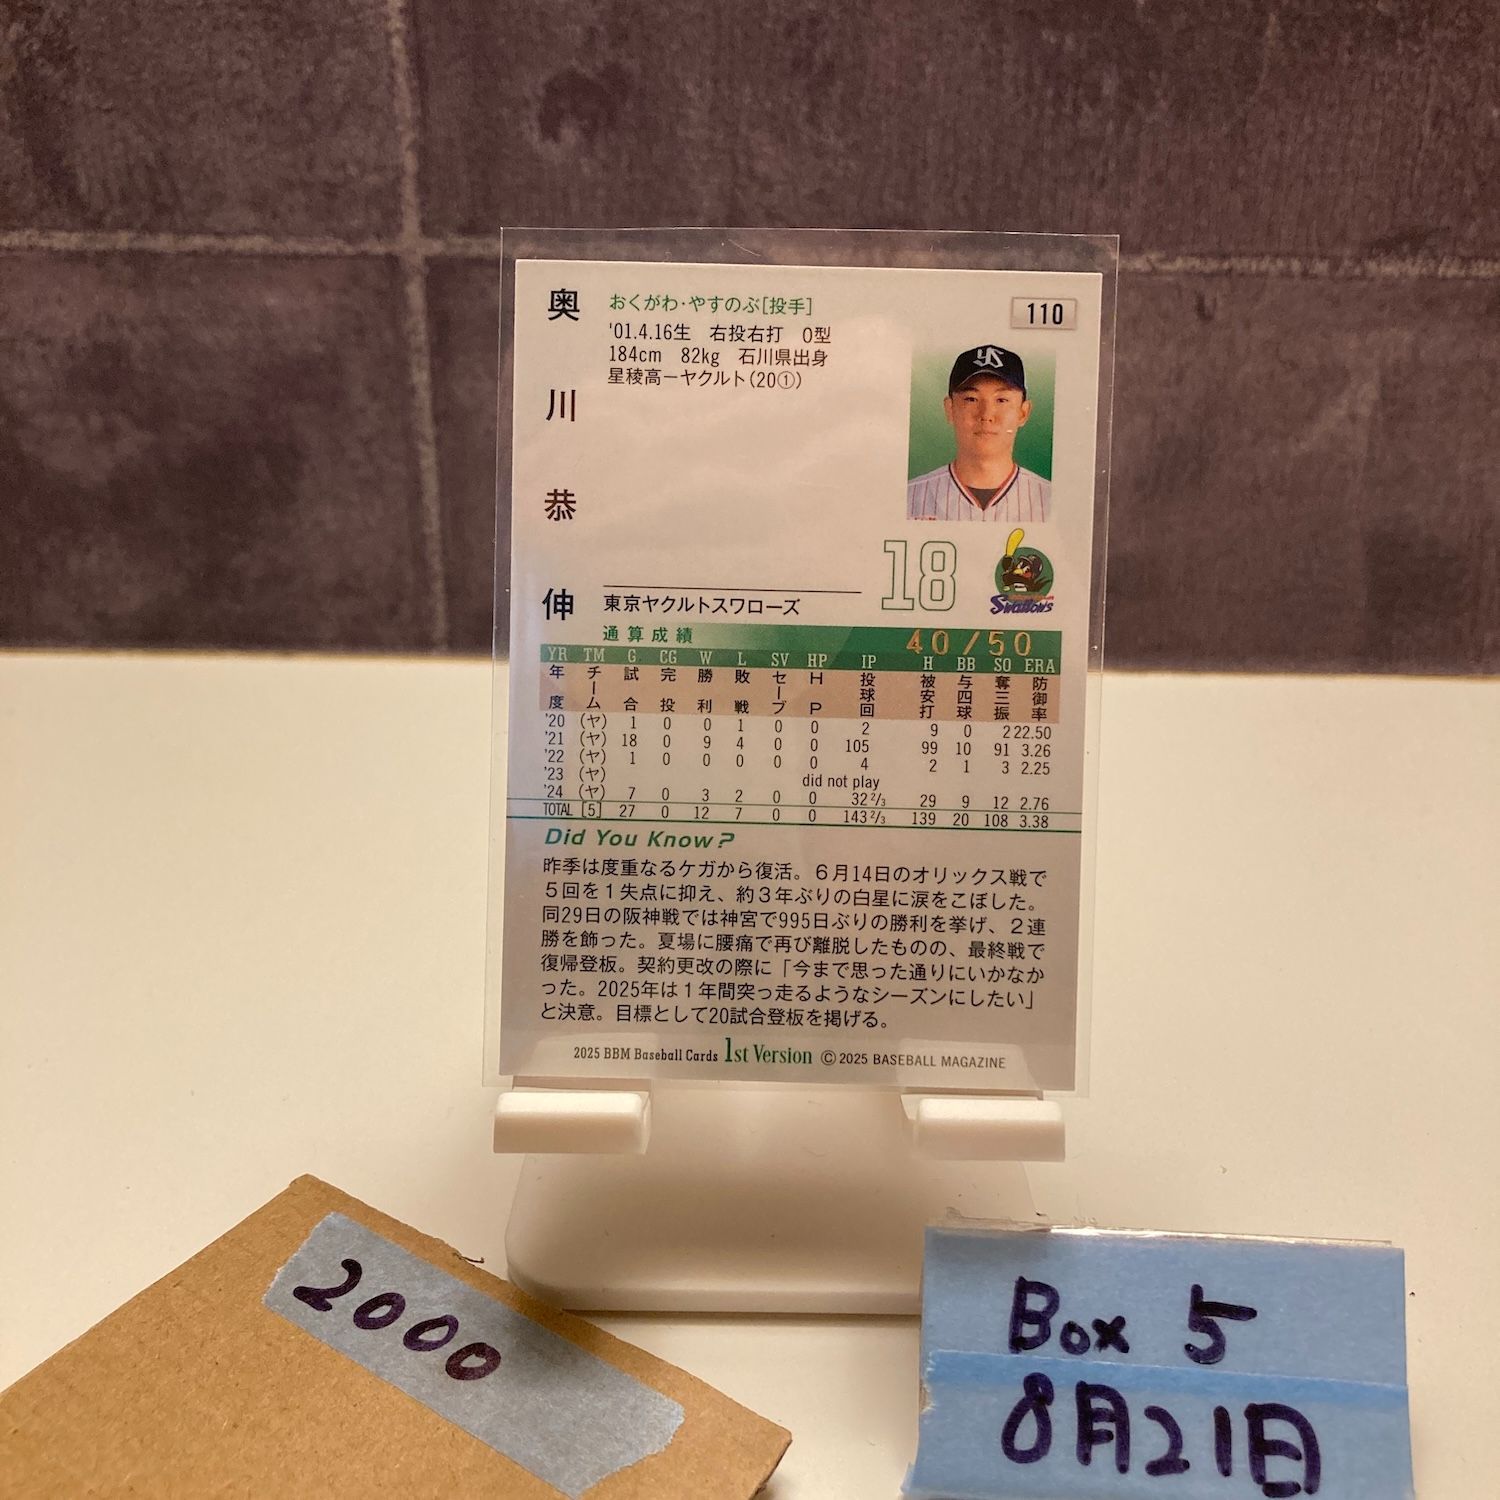 奥川恭伸
おくがわ・やすのぶ[投手]
'01.4.16生 右投右打 O型
184cm 82kg 石川県出身
星稜高ーヤクルト(20①)
110
YS
18
Swallows
東京ヤクルトスワローズ
通算成績
40/50
YR TM G CG W L SV HP IP H BB SO ERA
年度 チーム 試合 完投 勝利 敗戦 セーブ HP 投球回 被安打 与四球 奪三振 防御率
'20 (ヤ) 1 0 0 1 0 0 2 9 0 2 22.50
'21 (ヤ) 18 0 9 4 0 0 105 99 10 91 3.26
'22 (ヤ) 1 0 0 0 0 0 4 2 1 3 2.25
'23 (ヤ) did not play
'24 (ヤ) 7 0 3 2 0 0 32 2/3 29 9 12 2.76
TOTAL [5] 27 0 12 7 0 0 143 2/3 139 20 108 3.38
Did You Know?
昨季は度重なるケガから復活。6月14日のオリックス戦で
5回を1失点に抑え、約3年ぶりの白星に涙をこぼした。
同29日の阪神戦では神宮で995日ぶりの勝利を挙げ、2連
勝を飾った。夏場に腰痛で再び離脱したものの、最終戦で
復帰登板。契約更改の際に「今まで思った通りにいかなか
った。2025年は1年間突っ走るようなシーズンにしたい」
と決意。目標として20試合登板を掲げる。
2025 BBM Baseball Cards 1st Version © 2025 BASEBALL MAGAZINE
2000
Box 5
8月21日